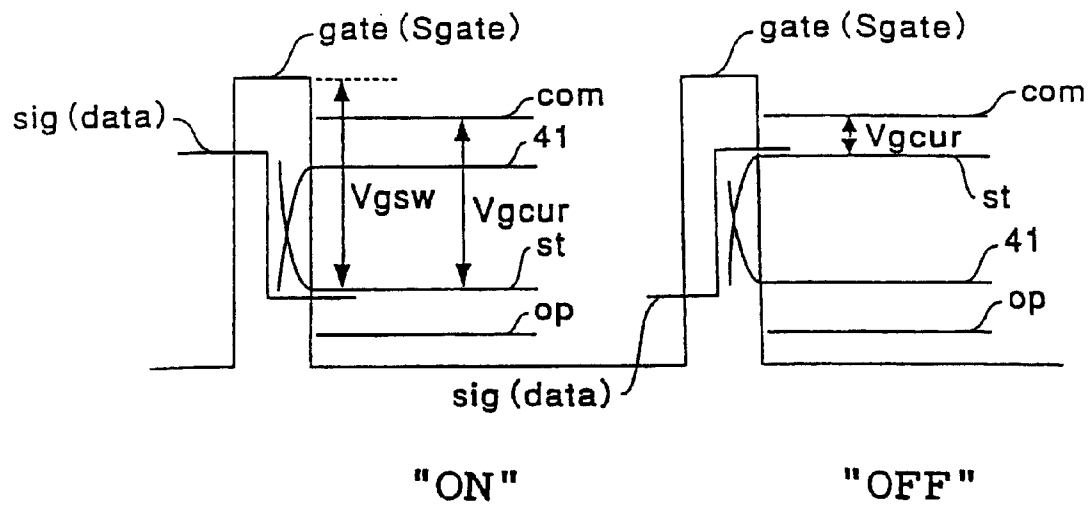 gate (Sgate)
gate (Sgate)
sig (data)
com
com
41
Vgcur
Vgsw
Vgcur
st
st
41
op
op
sig (data)
"ON"
"OFF"